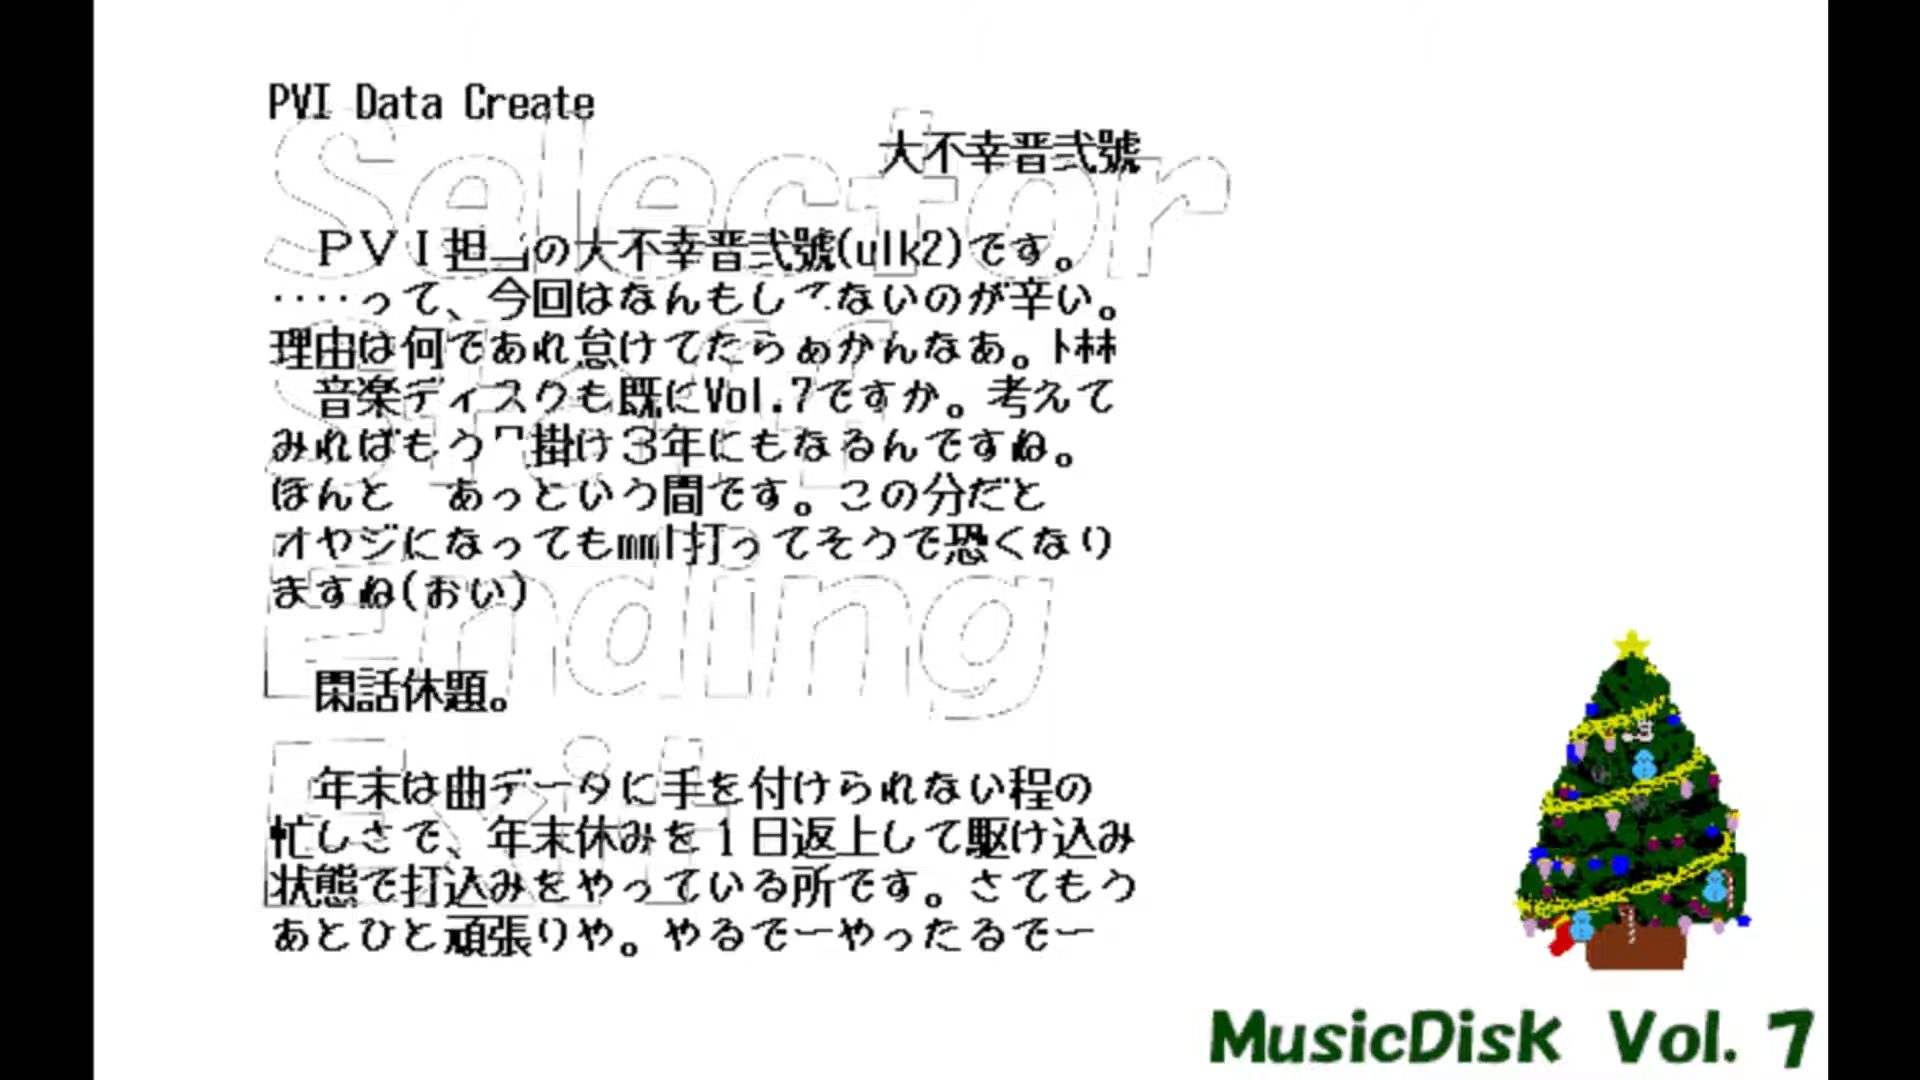 PVI Data Create
大不幸晋弐號
Selector
ＰＶＩ担当の大不幸晋弐號(ulk2)です。
‥‥って、今回はなんもしてないのが辛い。
理由は何であれ怠けてたらぁかんなあ。ﾄホホ
音楽ディスクも既にVol.7ですか。考えて
みればもう 掛け３年にもなるんですね。
ほんと あっという間です。この分だと
オヤジになってもmml打ってそうで恐くなり
ますね(おい)
Ending
閑話休題。
Exit
年末は曲データに手を付けられない程の
忙しさで、年末休みを１日返上して駆け込み
状態で打込みをやっている所です。さてもう
あとひと頑張りや。やるでーやったるでー
MusicDisk Vol. 7